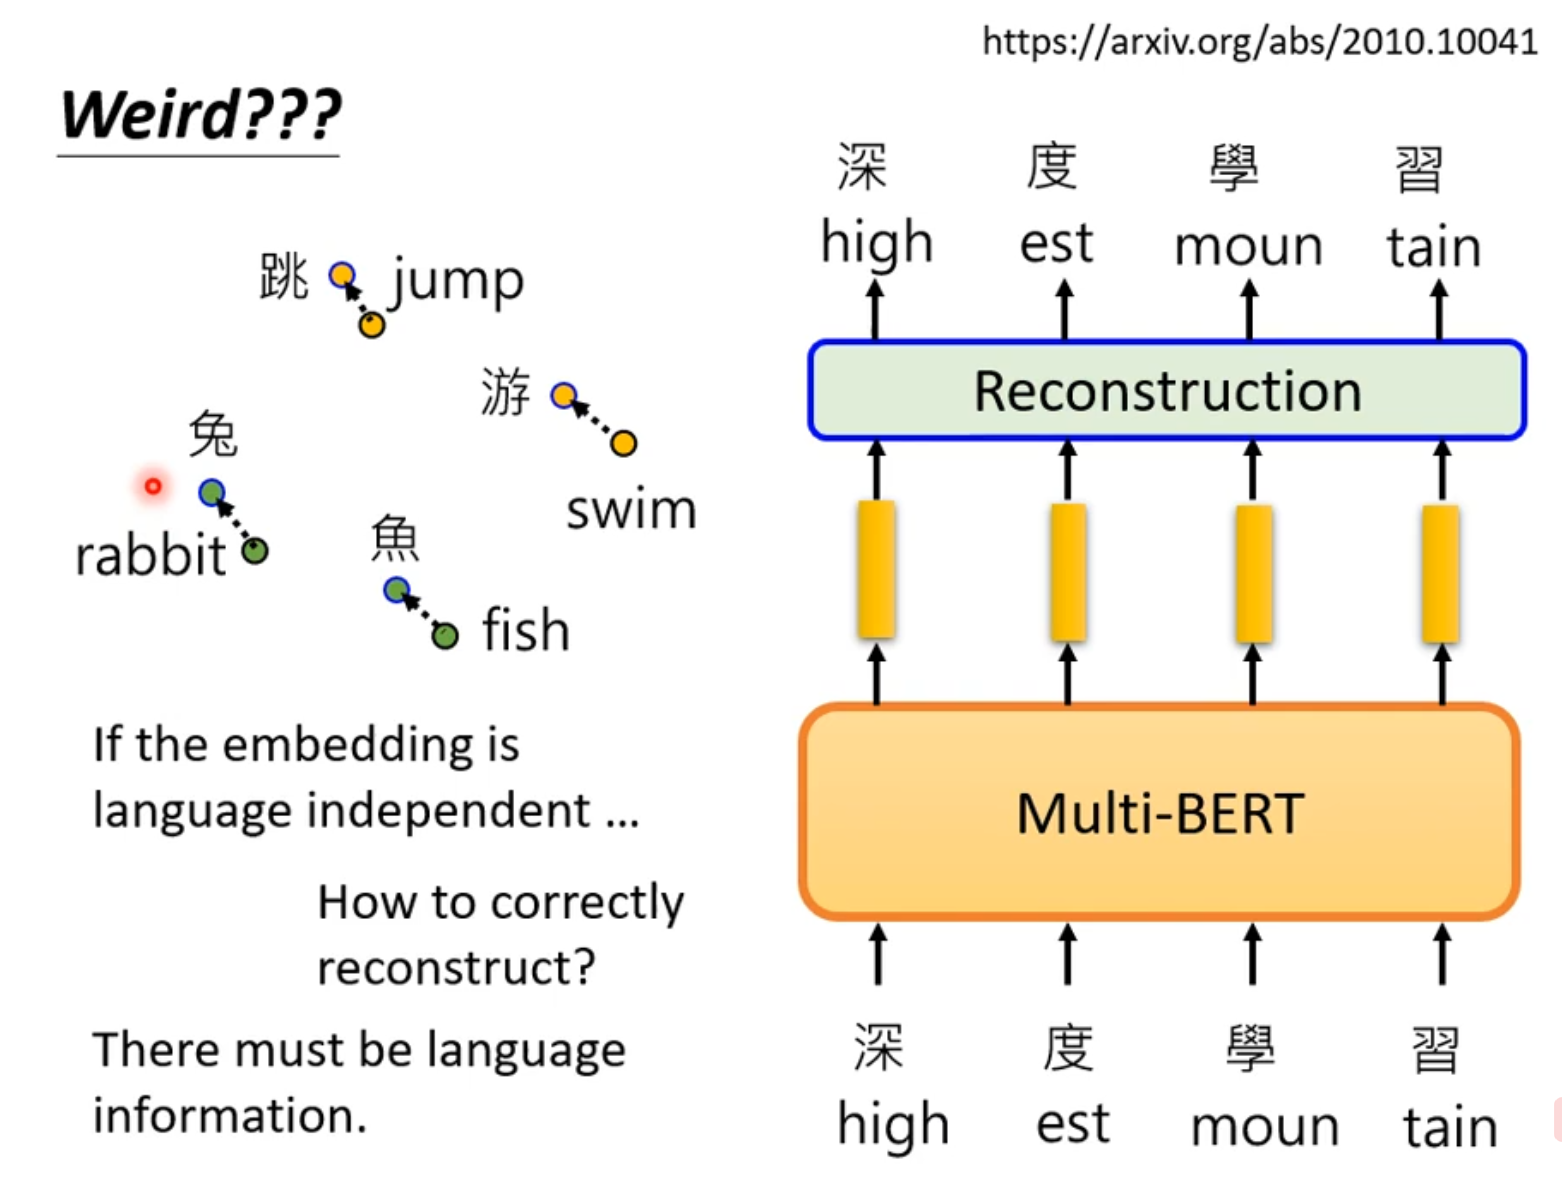 https://arxiv.org/abs/2010.10041
Weird???
跳 jump
游
swim
兔
rabbit
魚
fish
If the embedding is
language independent ...
How to correctly
reconstruct?
There must be language
information.
深 度 學 習
high est moun tain
Reconstruction
Multi-BERT
深 度 學 習
high est moun tain